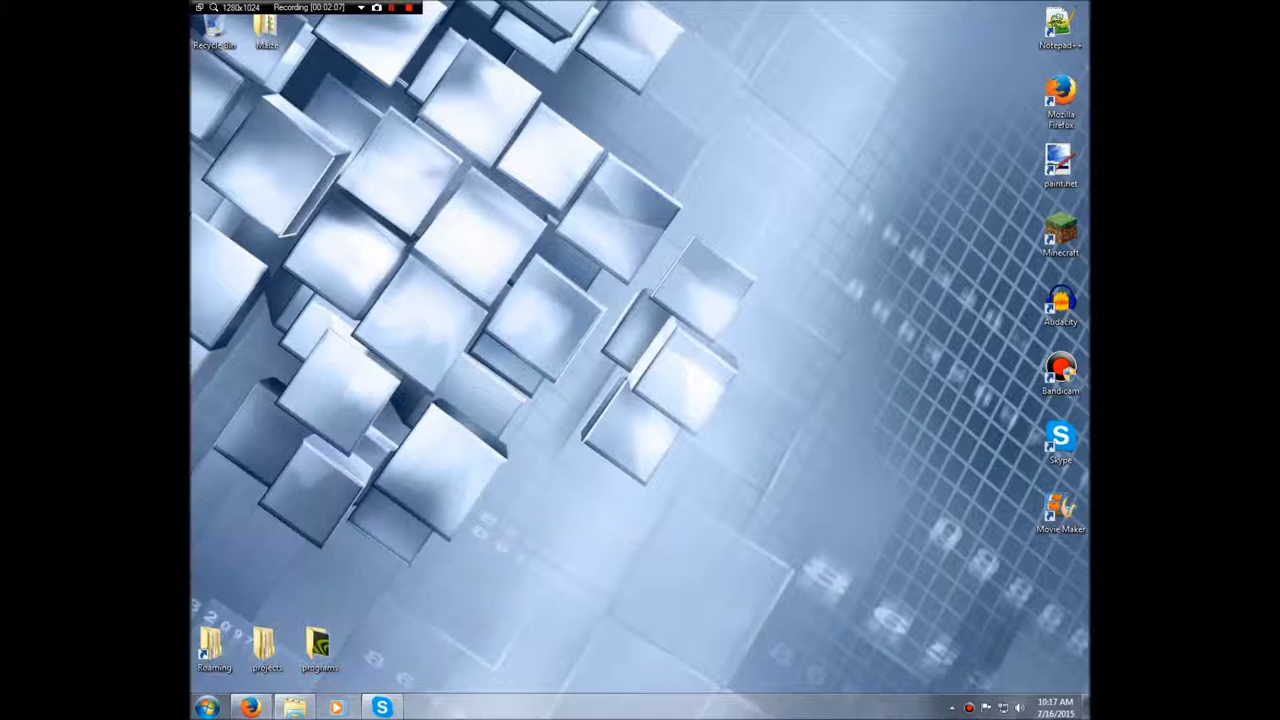 1280x1024 Recording [00:02:07]
Recycle Bin
Maize
Notepad++
Mozilla
Firefox
paint.net
Minecraft
Audacity
Bandicam
S
Skype
Movie Maker
Roaming
projects
programs
S
10:17 AM
7/16/2015